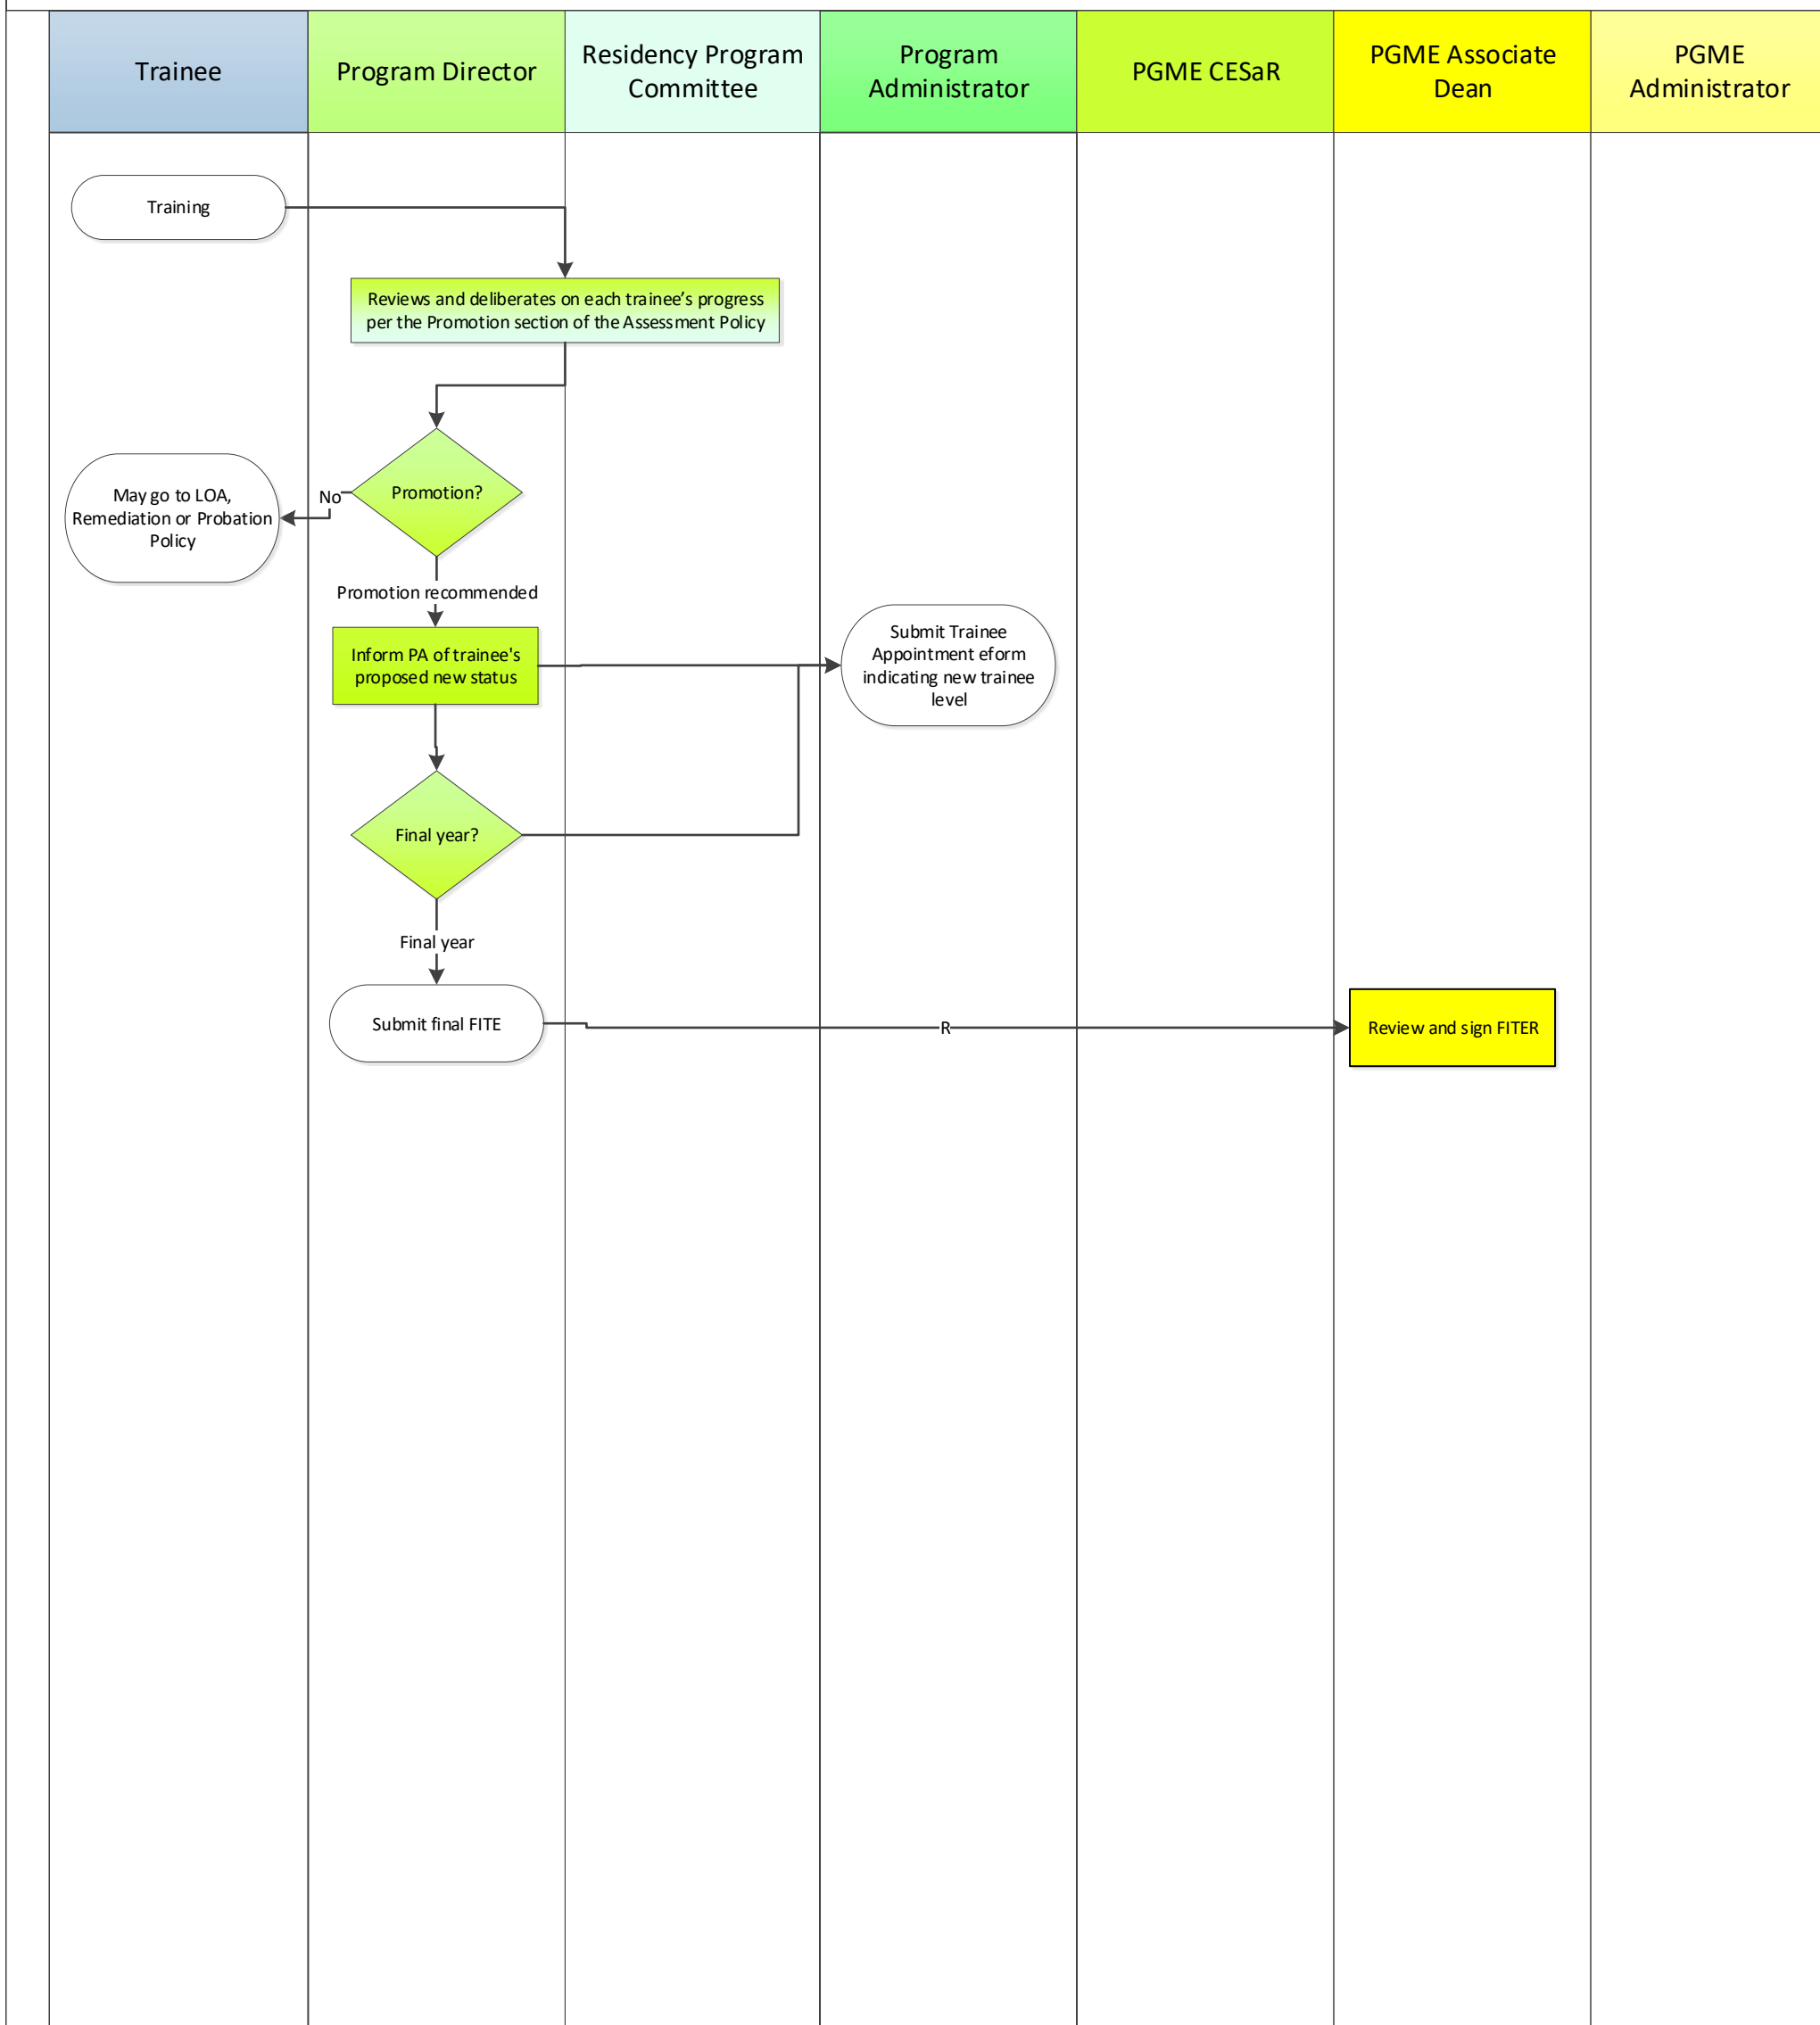 Trainee
Program Director
Residency Program
Committee
Program
Administrator
PGME CESaR
PGME Associate
Dean
PGME
Administrator
Training
Reviews and deliberates on each trainee’s progress
per the Promotion section of the Assessment Policy
Promotion?
No
May go to LOA,
Remediation or Probation
Policy
Promotion recommended
Inform PA of trainee's
proposed new status
Submit Trainee
Appointment eform
indicating new trainee
level
Final year?
Final year
Submit final FITE
R
Review and sign FITER